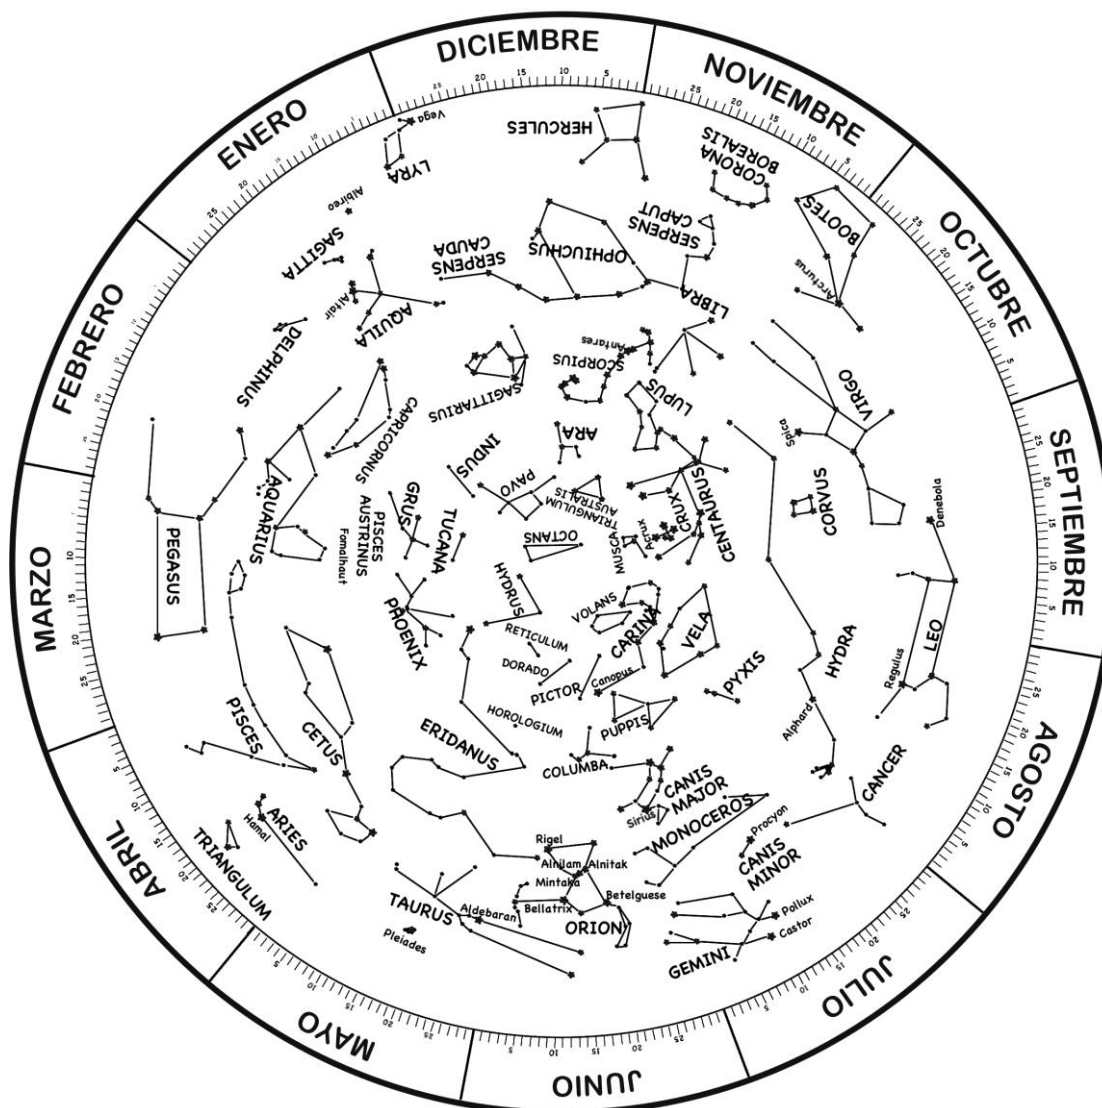 DICIEMBRE
NOVIEMBRE
OCTUBRE
SEPTIEMBRE
AGOSTO
JULIO
JUNIO
MAYO
ABRIL
MARZO
FEBRERO
ENERO
Vega
LYRA
HERCULES
CORONA
BOREALIS
BOOTES
Arcturus
Albireo
SAGITTA
SERPENS
CAUDA
OPHIUCHUS
SERPENS
CAPUT
LIBRA
Altair
AQUILA
DELPHINUS
Antares
SCORPIUS
SAGITTARIUS
LUPUS
VIRGO
Spica
CAPRICORNUS
ARA
INDUS
PAVO
TRIANGULUM
AUSTRALIS
CENTAURUS
CRUX
Acrux
MUSCA
CORVUS
Denebola
AQUARIUS
GRUS
PISCES
AUSTRINUS
Fomalhaut
TUCANA
OCTANS
PEGASUS
HYDRUS
PHOENIX
VOLANS
CARINA
VELA
RETICULUM
DORADO
PICTOR
Canopus
PYXIS
HYDRA
LEO
Regulus
Alphard
PISCES
CETUS
ERIDANUS
HOROLOGIUM
PUPPIS
COLUMBA
CANIS
MAJOR
Sirius
MONOCEROS
CANCER
Procyon
CANIS
MINOR
ARIES
Hamal
TRIANGULUM
Rigel
Alnilam
Alnitak
Mintaka
Betelguese
Bellatrix
ORION
TAURUS
Aldebaran
Pleiades
Pollux
Castor
GEMINI
5
10
15
20
25